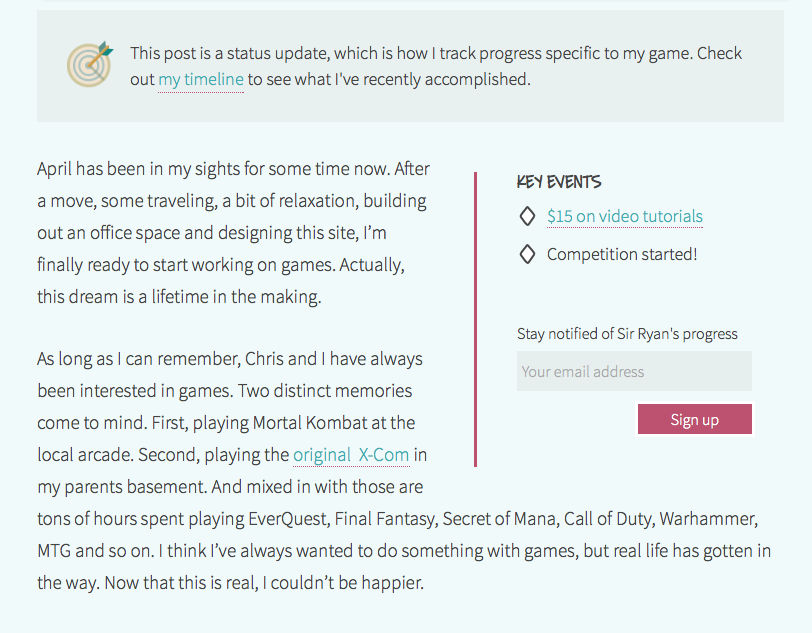 This post is a status update, which is how I track progress specific to my game. Check
out my timeline to see what I've recently accomplished.
April has been in my sights for some time now. After
a move, some traveling, a bit of relaxation, building
out an office space and designing this site, I’m
finally ready to start working on games. Actually,
this dream is a lifetime in the making.
As long as I can remember, Chris and I have always
been interested in games. Two distinct memories
come to mind. First, playing Mortal Kombat at the
local arcade. Second, playing the original X-Com in
my parents basement. And mixed in with those are
tons of hours spent playing EverQuest, Final Fantasy, Secret of Mana, Call of Duty, Warhammer,
MTG and so on. I think I’ve always wanted to do something with games, but real life has gotten in
the way. Now that this is real, I couldn’t be happier.
KEY EVENTS
$15 on video tutorials
Competition started!
Stay notified of Sir Ryan's progress
Your email address
Sign up